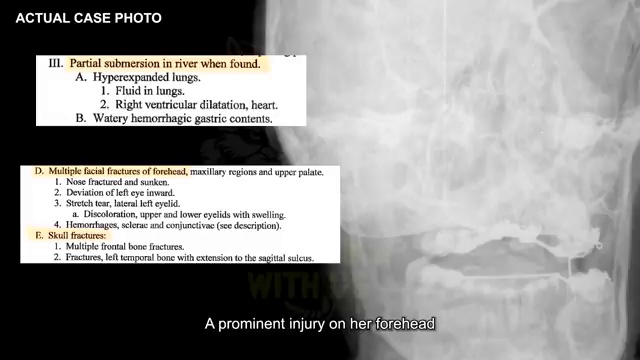 ACTUAL CASE PHOTO
III. Partial submersion in river when found.
A. Hyperexpanded lungs.
1. Fluid in lungs.
2. Right ventricular dilatation, heart.
B. Watery hemorrhagic gastric contents.
D. Multiple facial fractures of forehead, maxillary regions and upper palate.
1. Nose fractured and sunken.
2. Deviation of left eye inward.
3. Stretch tear, lateral left eyelid.
a. Discoloration, upper and lower eyelids with swelling.
4. Hemorrhages, sclerae and conjunctivae (see description).
E. Skull fractures:
1. Multiple frontal bone fractures.
2. Fractures, left temporal bone with extension to the sagittal sulcus.
WITH
A prominent injury on her forehead